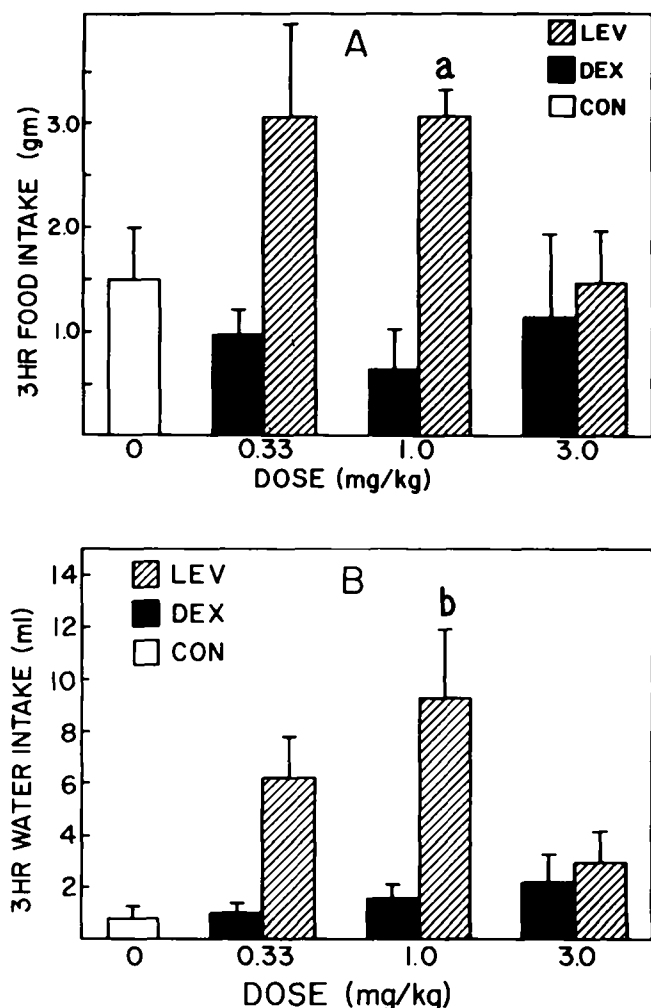 A
LEV
DEX
CON
a
3.0
2.0
1.0
3HR FOOD INTAKE (gm)
0 0.33 1.0 3.0
DOSE (mg/kg)
B
LEV
DEX
CON
b
14
12
10
8
6
4
2
3HR WATER INTAKE (ml)
0 0.33 1.0 3.0
DOSE (mg/kg)